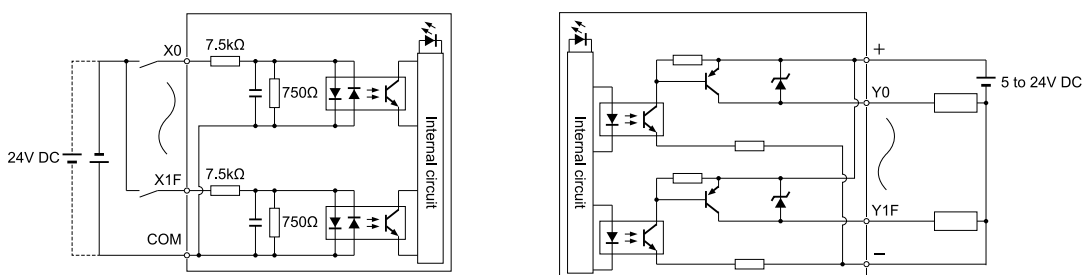 X0
7.5kΩ
750Ω
24V DC
X1F
7.5kΩ
750Ω
COM
Internal circuit
Internal circuit
+
Y0
5 to 24V DC
Y1F
−